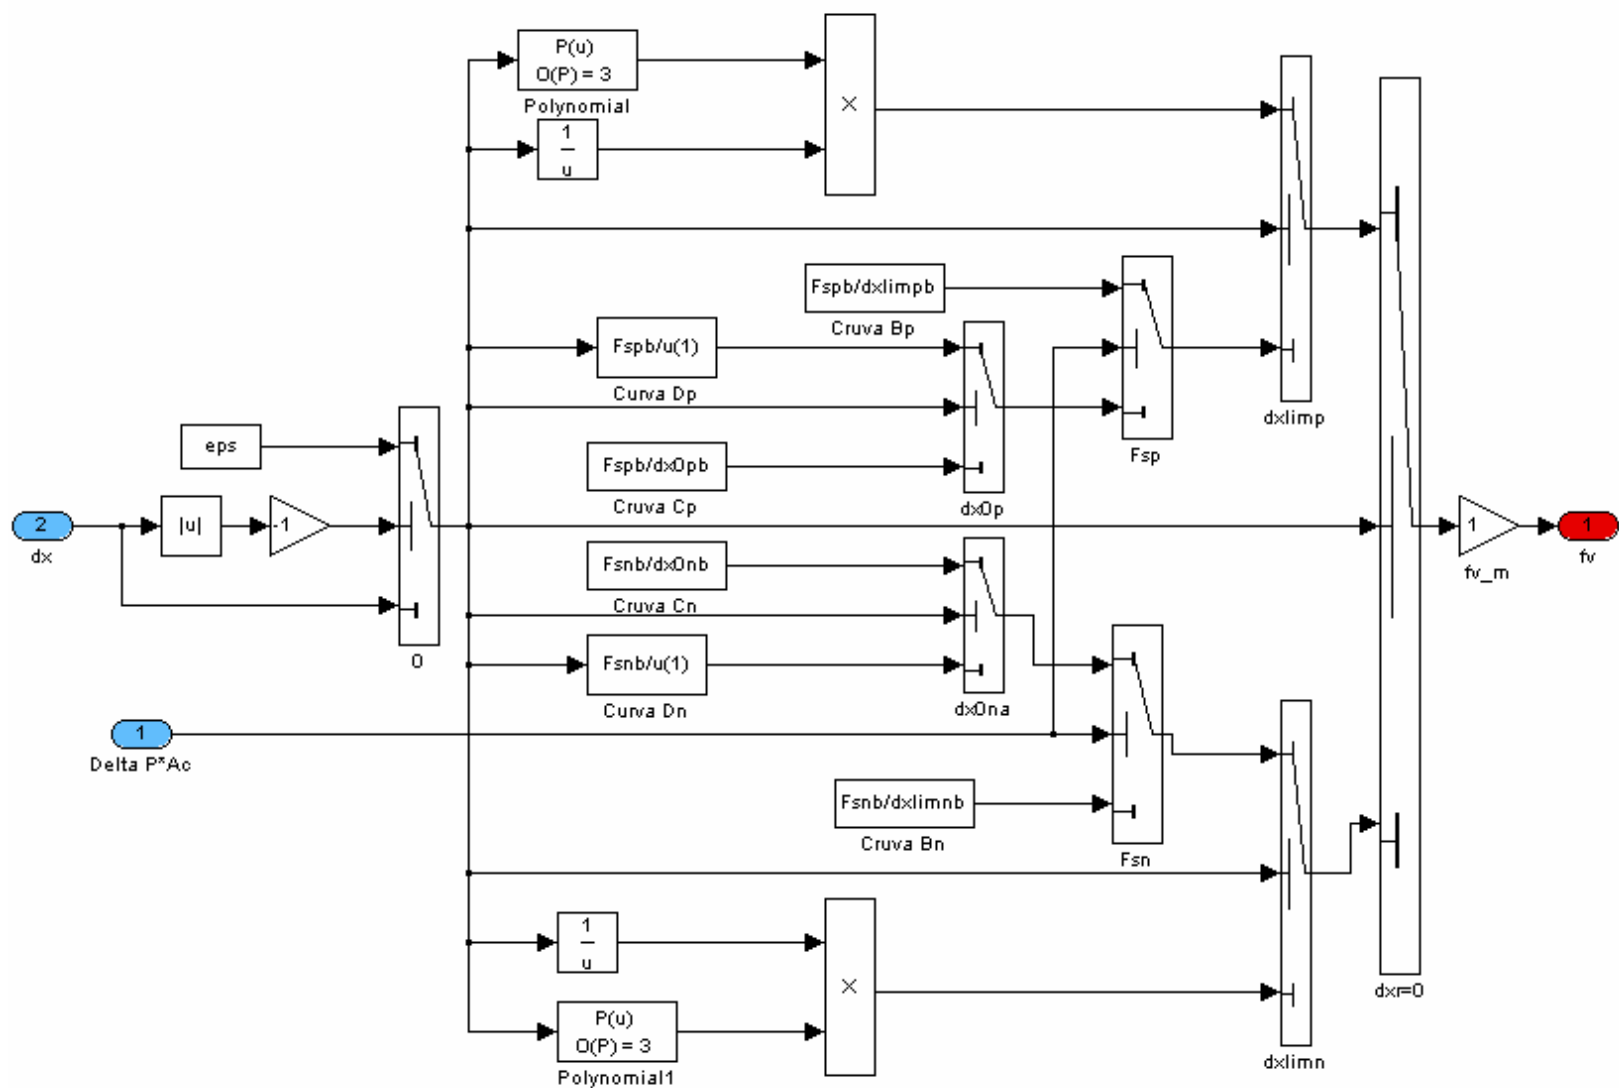 P(u)
O(P) = 3
Polynomial
1
u
×
Fspb/dxlimpb
Cruva Bp
Fspb/u(1)
Curva Dp
dxlimp
Fsp
eps
Fspb/dx0pb
Cruva Cp
dx0p
2
dx
|u|
-1
0
1
fv_m
1
fv
Fsnb/dx0nb
Cruva Cn
Fsnb/u(1)
Curva Dn
dx0na
1
Delta P*Ac
Fsnb/dxlimnb
Cruva Bn
Fsn
1
u
×
dxr=0
P(u)
O(P) = 3
Polynomial1
dxlimn